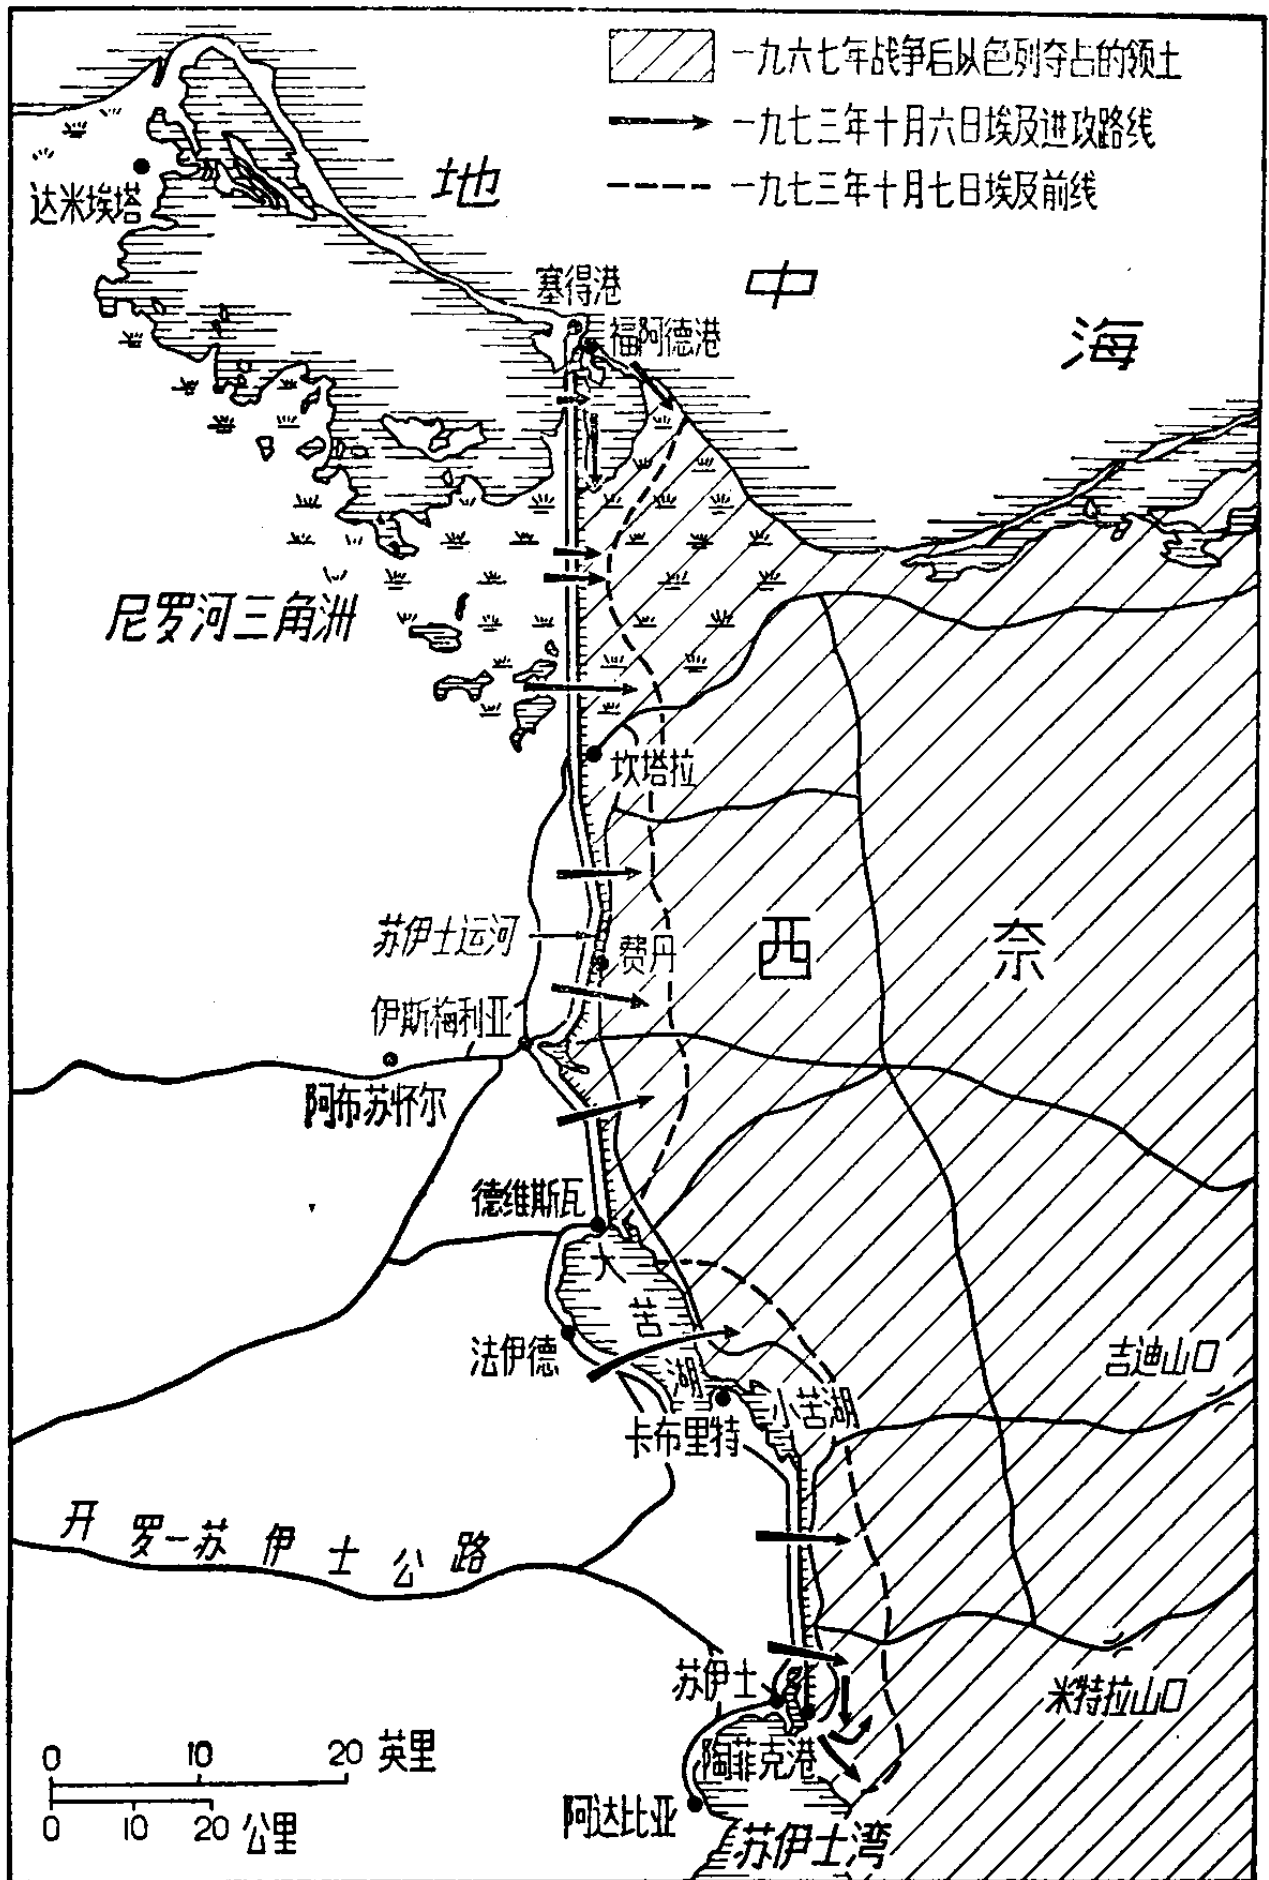 一九六七年战争后以色列夺占的领土
一九七三年十月六日埃及进攻路线
一九七三年十月七日埃及前线
地
中
海
达米埃塔
塞得港
福阿德港
尼罗河三角洲
坎塔拉
苏伊士运河
费丹
西
奈
伊斯梅利亚
阿布苏怀尔
德维斯瓦
大
苦
湖
法伊德
吉迪山口
小苦湖
卡布里特
开罗—苏伊士公路
苏伊士
米特拉山口
陶菲克港
阿达比亚
苏伊士湾
0 10 20 英里
0 10 20 公里